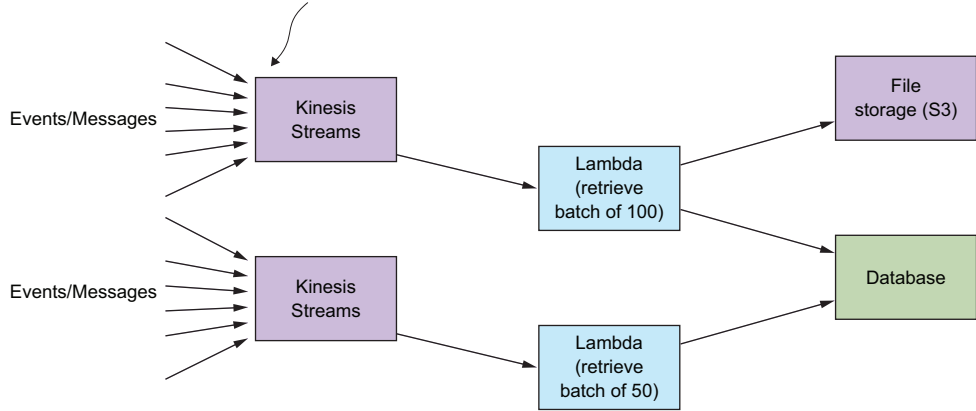 Events/Messages
Kinesis
Streams
Lambda
(retrieve
batch of 100)
File
storage (S3)
Events/Messages
Kinesis
Streams
Lambda
(retrieve
batch of 50)
Database